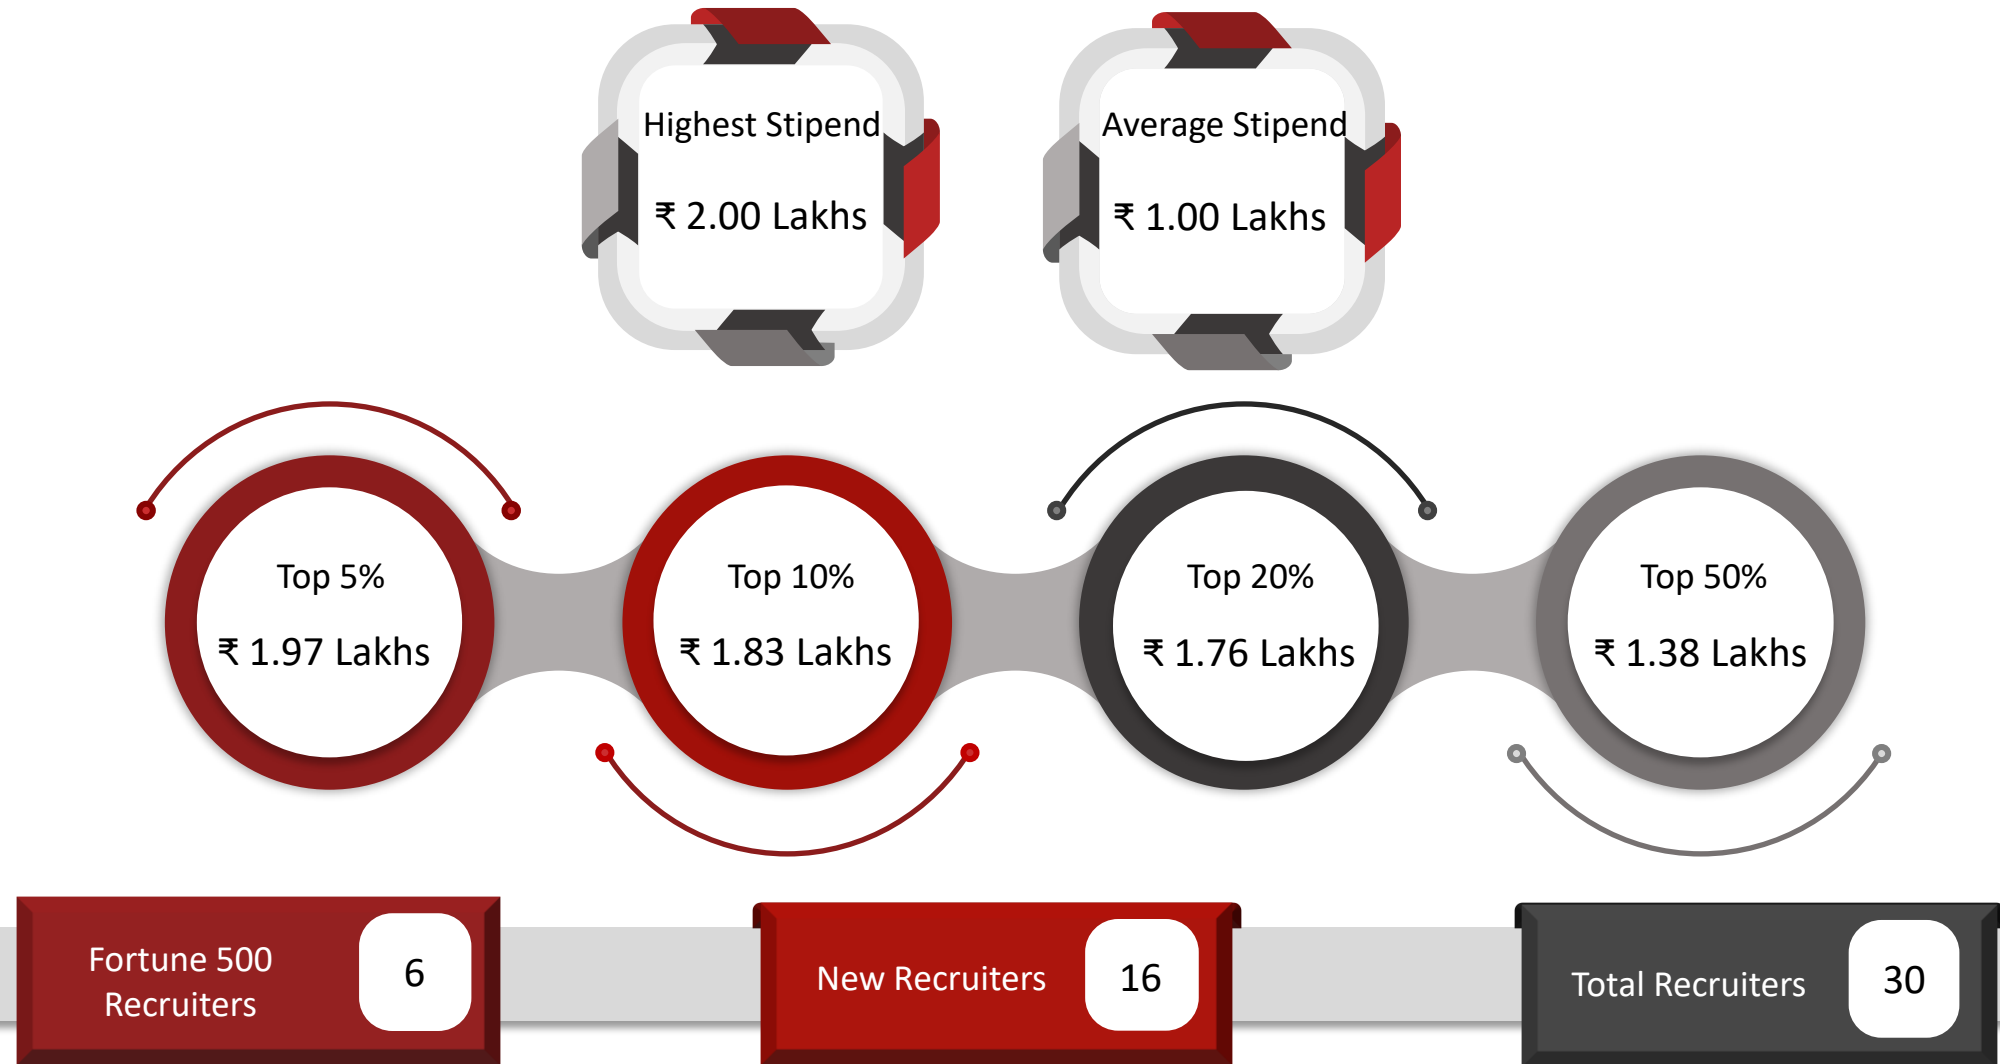 Highest Stipend
₹ 2.00 Lakhs
Average Stipend
₹ 1.00 Lakhs
Top 5%
₹ 1.97 Lakhs
Top 10%
₹ 1.83 Lakhs
Top 20%
₹ 1.76 Lakhs
Top 50%
₹ 1.38 Lakhs
Fortune 500
Recruiters
6
New Recruiters
16
Total Recruiters
30